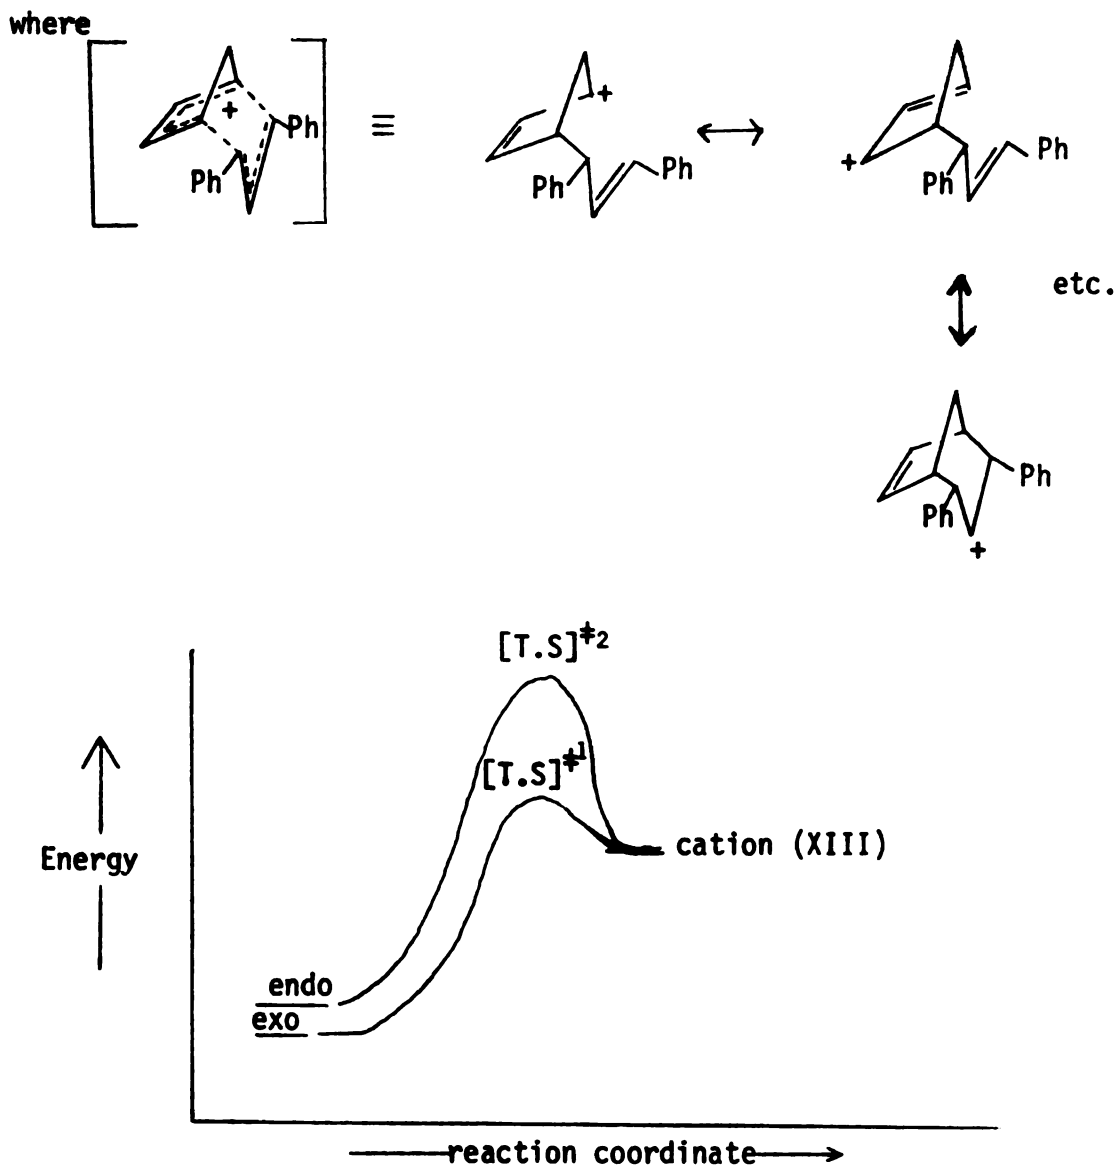 where
+
Ph
Ph
≡
+
Ph
Ph
+
Ph
Ph
etc.
Ph
Ph
+
[T.S]‡2
[T.S]‡1
Energy
cation (XIII)
endo
exo
reaction coordinate